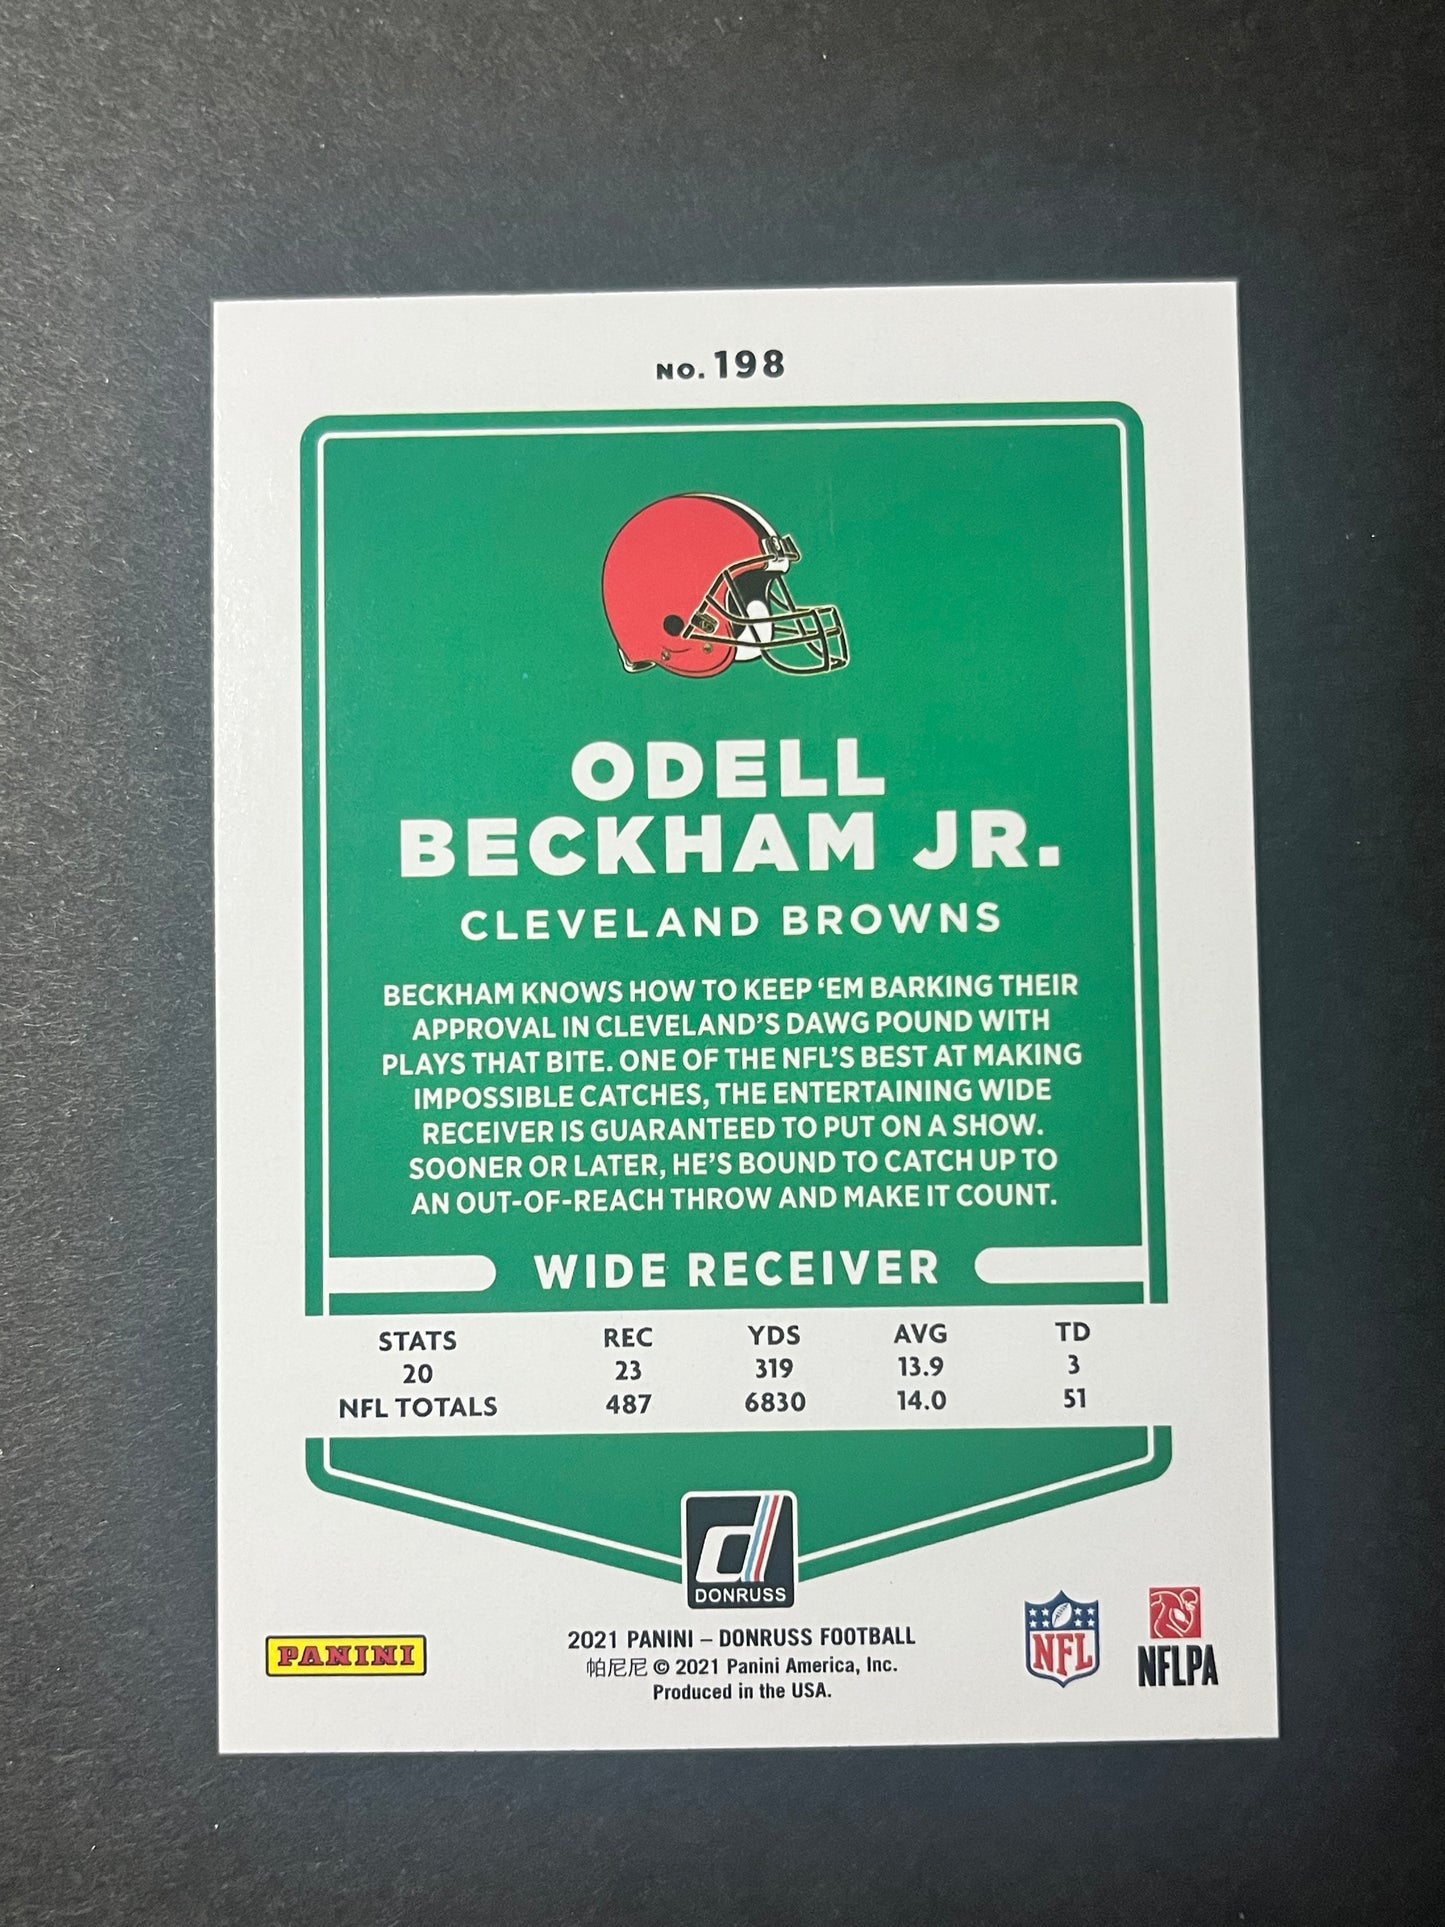 NO. 198
ODELL
BECKHAM JR.
CLEVELAND BROWNS
BECKHAM KNOWS HOW TO KEEP ‘EM BARKING THEIR
APPROVAL IN CLEVELAND’S DAWG POUND WITH
PLAYS THAT BITE. ONE OF THE NFL’S BEST AT MAKING
IMPOSSIBLE CATCHES, THE ENTERTAINING WIDE
RECEIVER IS GUARANTEED TO PUT ON A SHOW.
SOONER OR LATER, HE’S BOUND TO CATCH UP TO
AN OUT-OF-REACH THROW AND MAKE IT COUNT.
WIDE RECEIVER
STATS REC YDS AVG TD
20 23 319 13.9 3
NFL TOTALS 487 6830 14.0 51
d
DONRUSS
PANINI
2021 PANINI – DONRUSS FOOTBALL
帕尼尼 © 2021 Panini America, Inc.
Produced in the USA.
NFL
NFLPA